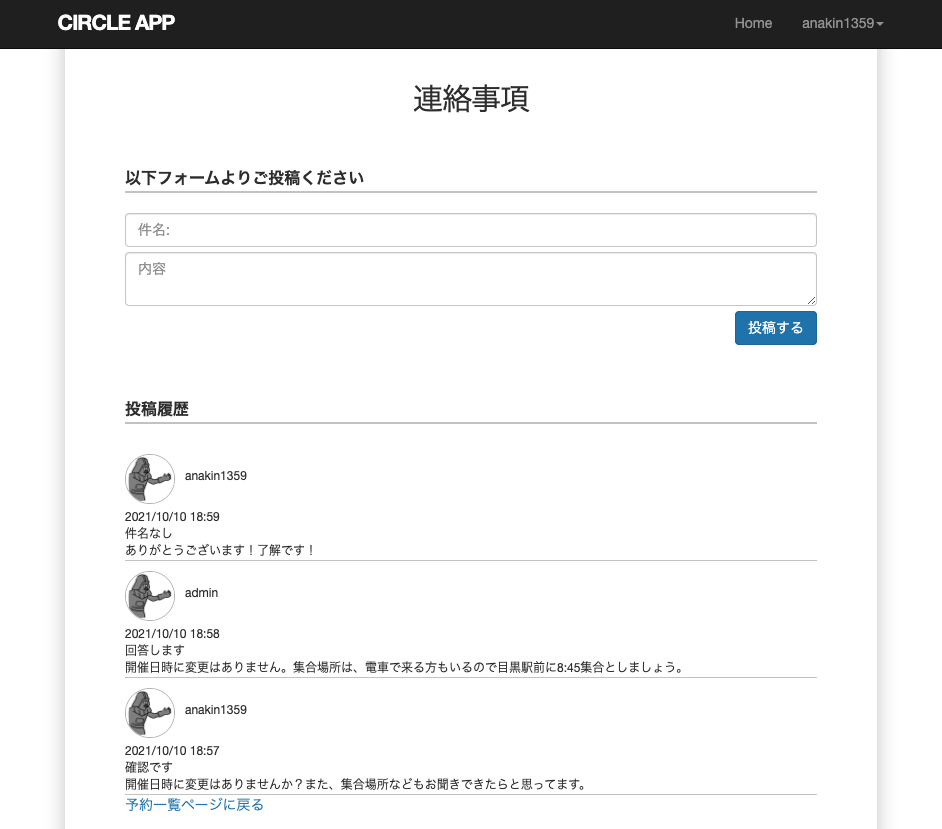 CIRCLE APP
Home
anakin1359
連絡事項
以下フォームよりご投稿ください
件名:
内容
投稿する
投稿履歴
anakin1359
2021/10/10 18:59
件名なし
ありがとうございます！了解です！
admin
2021/10/10 18:58
回答します
開催日時に変更はありません。集合場所は、電車で来る方もいるので目黒駅前に8:45集合としましょう。
anakin1359
2021/10/10 18:57
確認です
開催日時に変更はありませんか？また、集合場所などもお聞きできたらと思ってます。
予約一覧ページに戻る